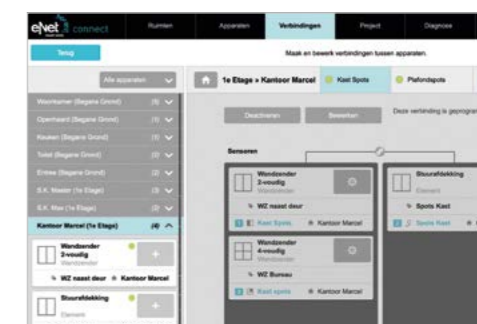 eNet connect
Ruimten
Apparaten
Verbindingen
Project
Diagnose
Terug
Maak en bewerk verbindingen tussen apparaten.
Alle apparaten
1e Etage » Kantoor Marcel
Kast Spots
Plafondspots
Woonkamer (Begane Grond)
Openhaard (Begane Grond)
Keuken (Begane Grond)
Toilet (Begane Grond)
Entree (Begane Grond)
S.K. Master (1e Etage)
S.K. Max (1e Etage)
Kantoor Marcel (1e Etage) (4)
Wandzender
2-voudig
Wandzender
WZ naast deur Kantoor Marcel
Stuurafdekking
Element
Deactiveren
Bewerken
Deze verbinding is geprogram
Sensoren
Wandzender
2-voudig
Wandzender
WZ naast deur
Kast Spots Kantoor Marcel
Wandzender
4-voudig
Wandzender
WZ Bureau
Kast spots Kantoor Marcel
Stuurafdekking
Element
Spots Kast
Spots Kast